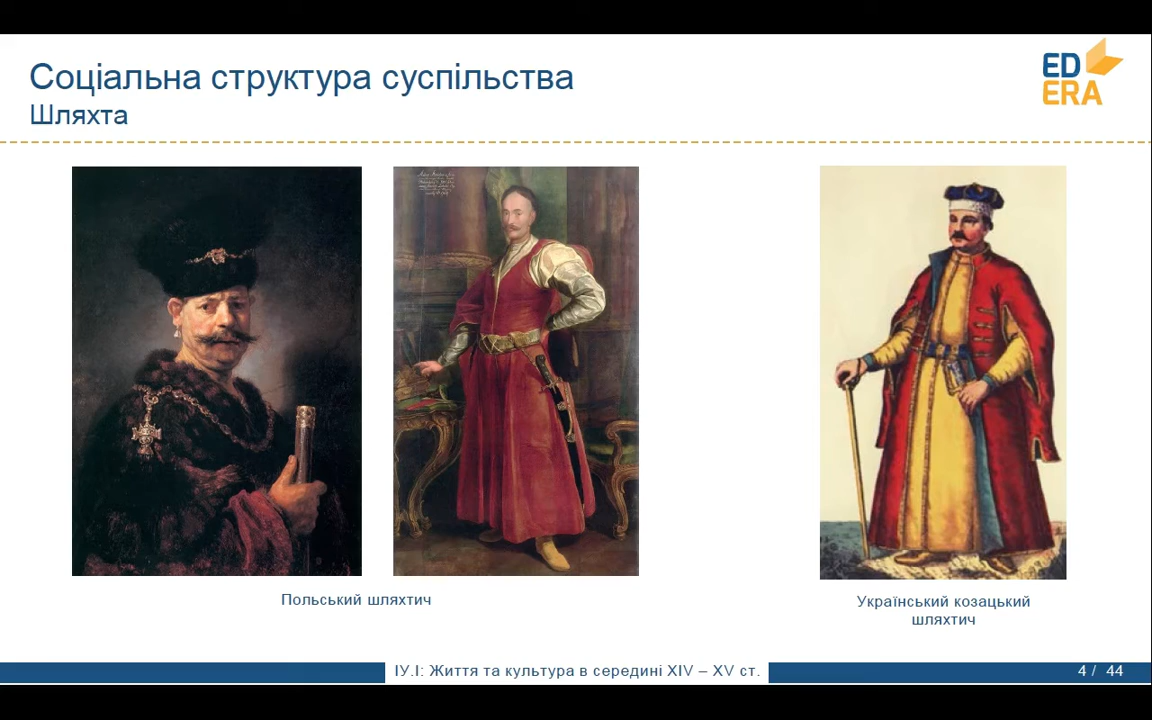 Соціальна структура суспільства
Шляхта
ED
ERA
Польський шляхтич
Український козацький
шляхтич
ІУ.І: Життя та культура в середині XIV – XV ст.
4 / 44